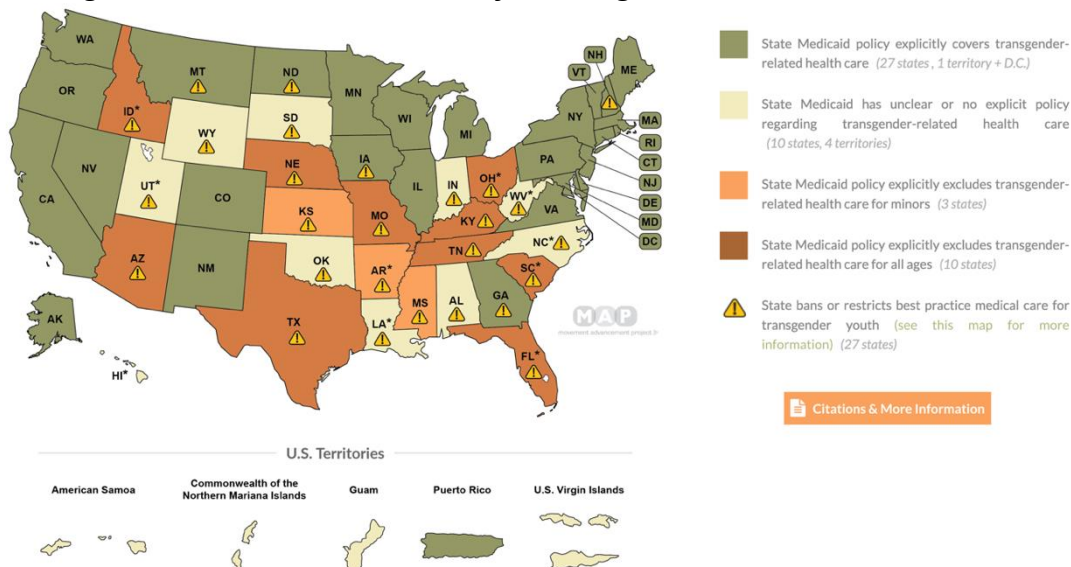 WA
MT
ND
MN
OR
ID*
WY
SD
WI
MI
NH
VT
ME
NY
MA
RI
CT
NJ
DE
MD
DC
PA
NV
UT*
CO
NE
IA
IL
IN
OH*
WV*
VA
CA
KS
MO
KY
NC*
TN
AZ
NM
OK
AR*
SC*
MS
AL
GA
TX
LA*
FL*
AK
HI*
MAP
movement advancement project
State Medicaid policy explicitly covers transgender-
related health care (27 states , 1 territory + D.C.)
State Medicaid has unclear or no explicit policy
regarding transgender-related health care
(10 states, 4 territories)
State Medicaid policy explicitly excludes transgender-
related health care for minors (3 states)
State Medicaid policy explicitly excludes transgender-
related health care for all ages (10 states)
State bans or restricts best practice medical care for
transgender youth (see this map for more
information) (27 states)
Citations & More Information
U.S. Territories
American Samoa
Commonwealth of the
Northern Mariana Islands
Guam
Puerto Rico
U.S. Virgin Islands